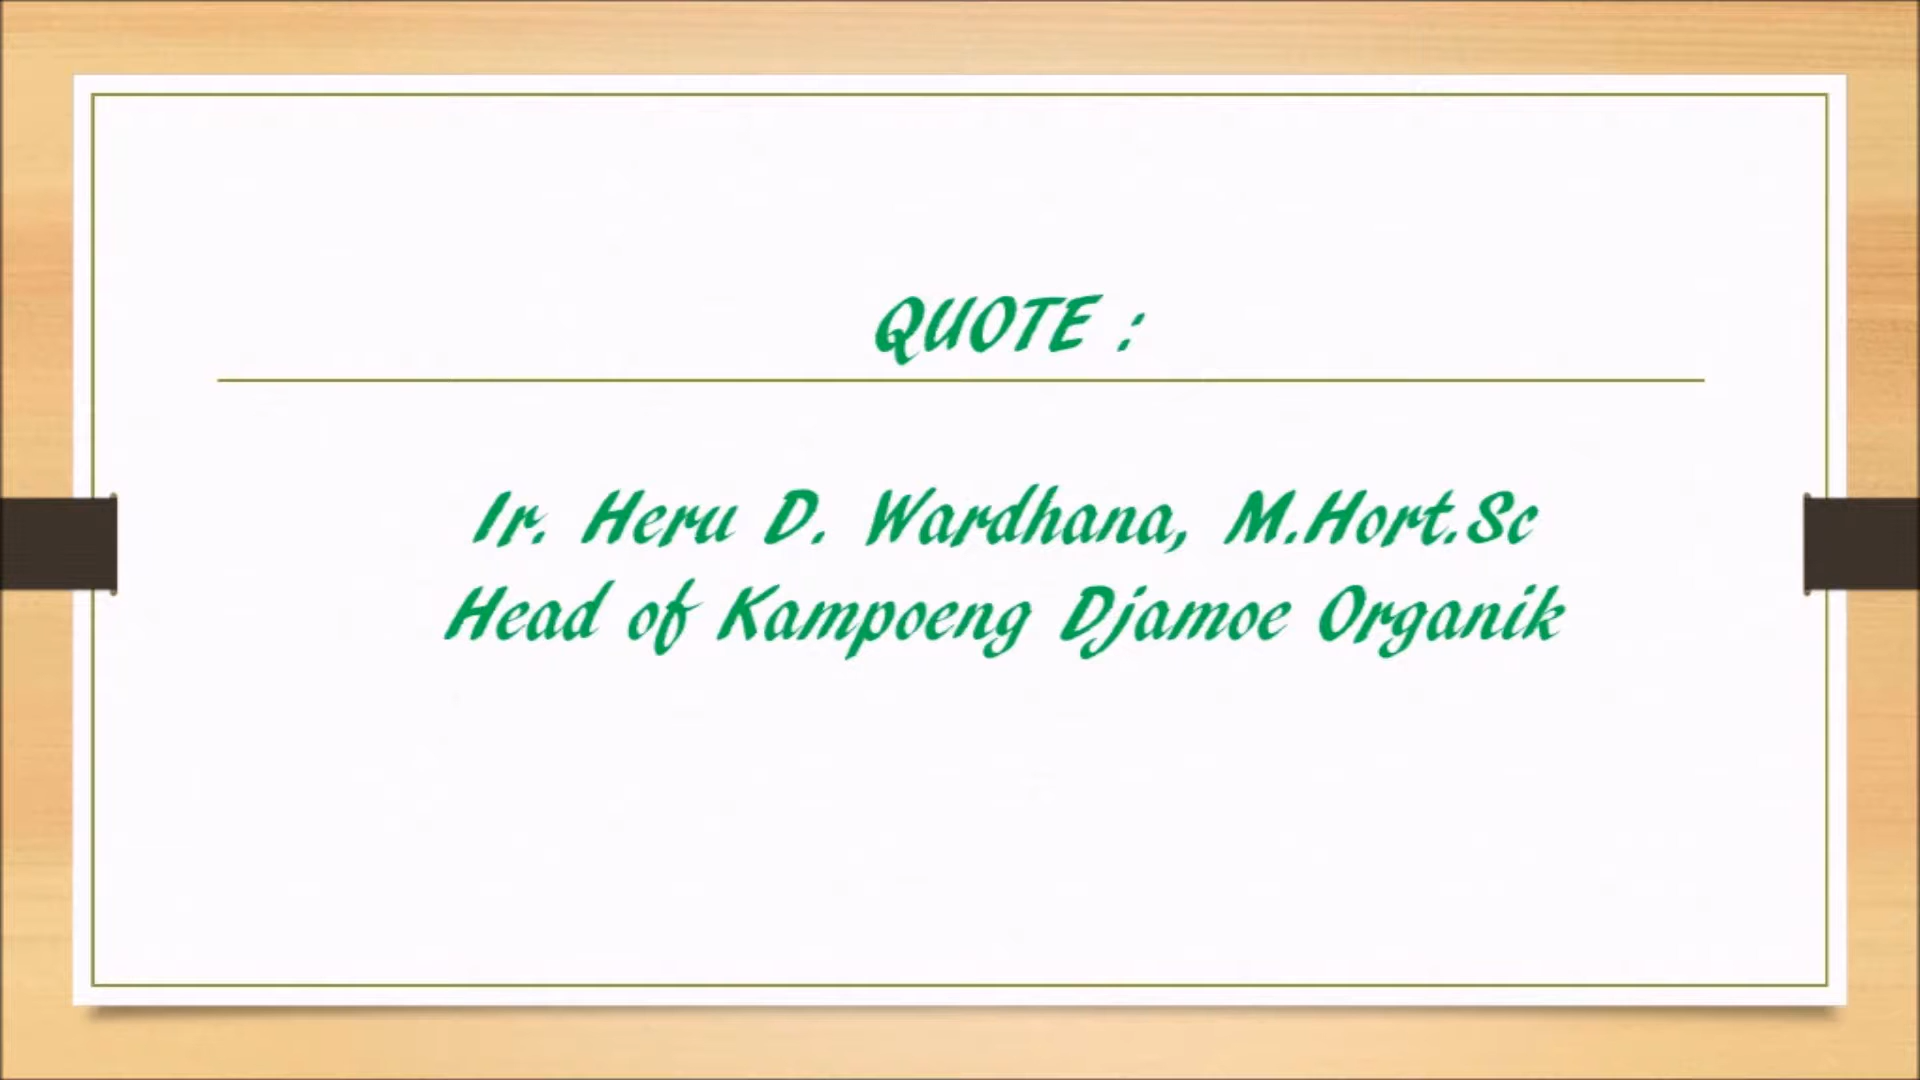 QUOTE :
Ir. Heru D. Wardhana, M.Hort.Sc
Head of Kampoeng Djamoe Organik